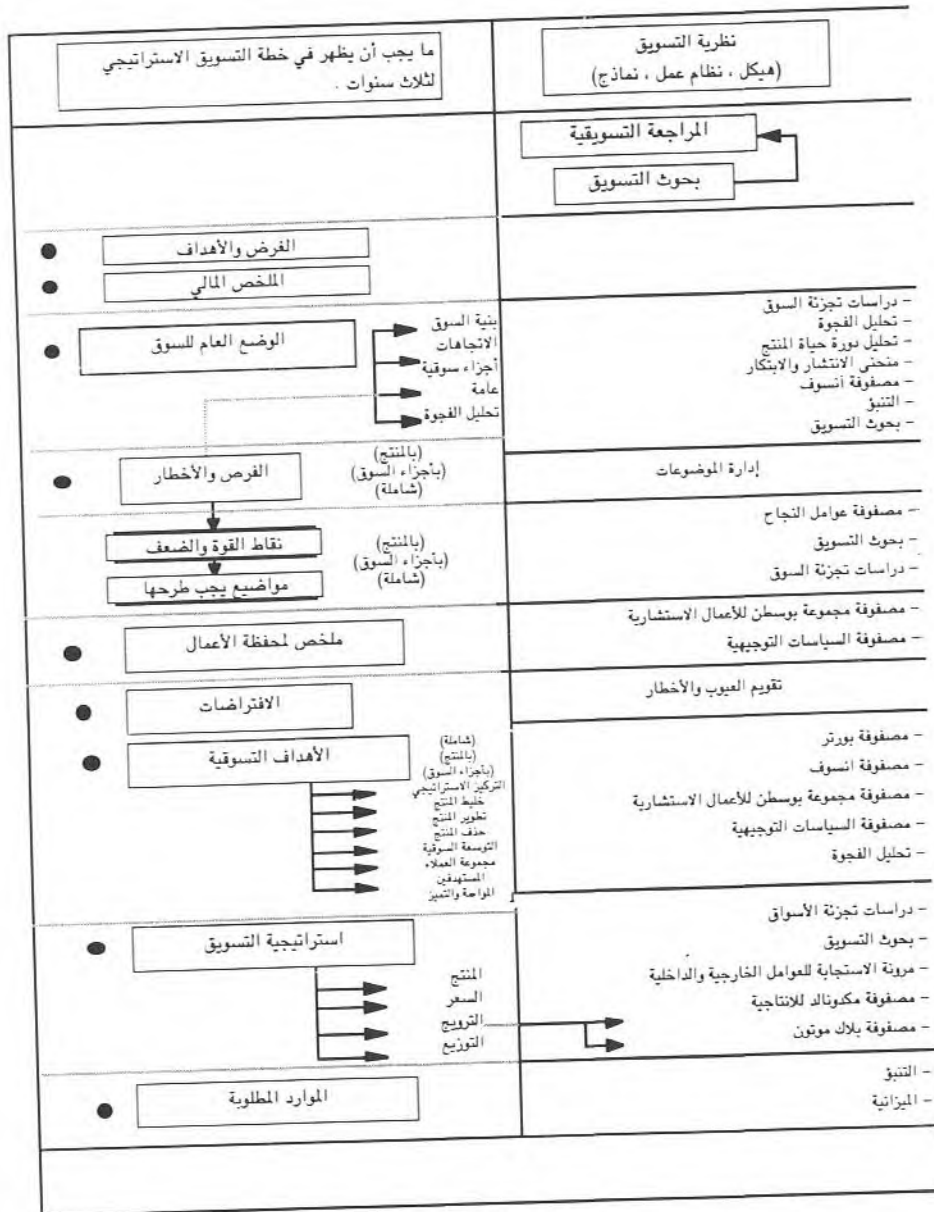 نظرية التسويق
(هيكل ، نظام عمل ، نماذج)
ما يجب أن يظهر في خطة التسويق الاستراتيجي
لثلاث سنوات .
المراجعة التسويقية
بحوث التسويق
الغرض والأهداف
الملخص المالي
- دراسات تجزئة السوق
- تحليل الفجوة
- تحليل دورة حياة المنتج
- منحنى الانتشار والابتكار
- مصفوفة أنسوف
- التنبؤ
- بحوث التسويق
الوضع العام للسوق
بنية السوق
الاتجاهات
أجزاء سوقية
عامة
تحليل الفجوة
إدارة الموضوعات
الفرص والأخطار
(بالمنتج)
(بأجزاء السوق)
(شاملة)
- مصفوفة عوامل النجاح
- بحوث التسويق
- دراسات تجزئة السوق
نقاط القوة والضعف
مواضيع يجب طرحها
(بالمنتج)
(بأجزاء السوق)
(شاملة)
- مصفوفة مجموعة بوسطن للأعمال الاستشارية
- مصفوفة السياسات التوجيهية
ملخص لمحفظة الأعمال
تقويم العيوب والأخطار
الافتراضات
- مصفوفة بورتر
- مصفوفة انسوف
- مصفوفة مجموعة بوسطن للأعمال الاستشارية
- مصفوفة السياسات التوجيهية
- تحليل الفجوة
الأهداف التسوقية
(شاملة)
(بالمنتج)
(بأجزاء السوق)
التركيز الاستراتيجي
خليط المنتج
تطوير المنتج
حذف المنتج
التوسعة السوقية
مجموعة العملاء
المستهدفين
المواءمة والتميز
- دراسات تجزئة الأسواق
- بحوث التسويق
- مرونة الاستجابة للعوامل الخارجية والداخلية
- مصفوفة مكدونالد للانتاجية
- مصفوفة بلاك موتون
استراتيجية التسويق
المنتج
السعر
الترويج
التوزيع
- التنبؤ
- الميزانية
الموارد المطلوبة